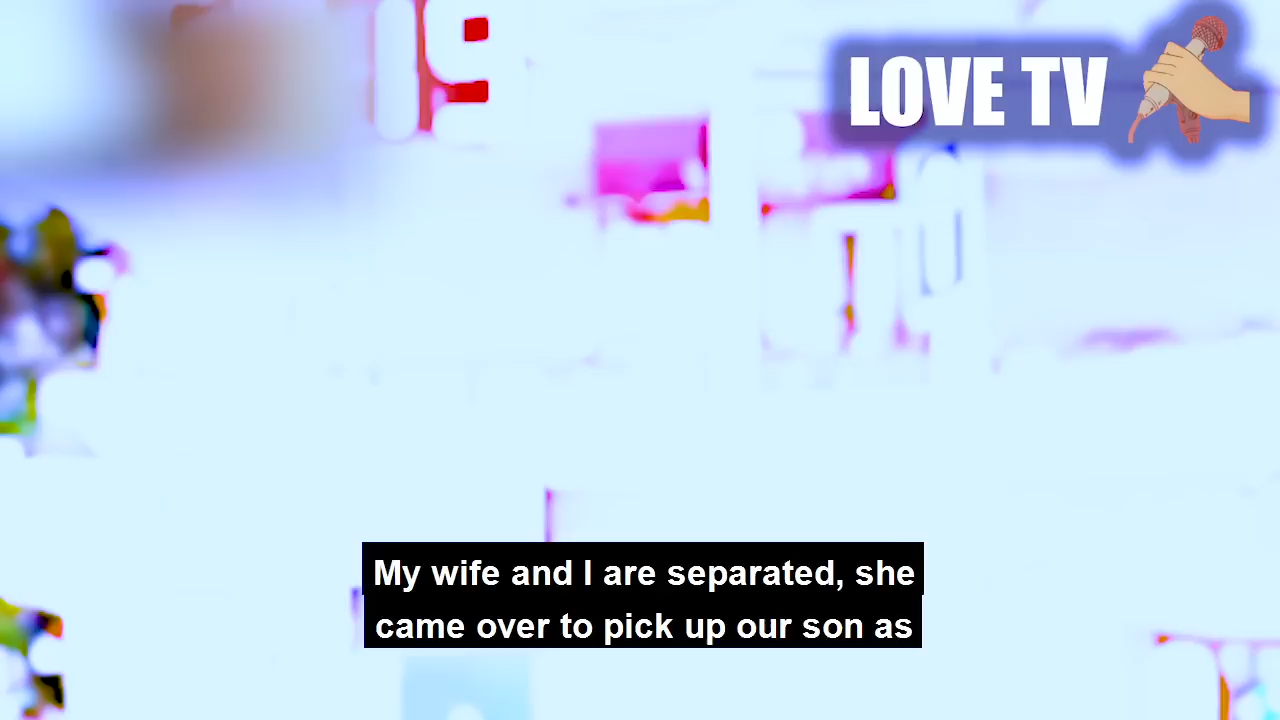 LOVE TV
My wife and I are separated, she
came over to pick up our son as